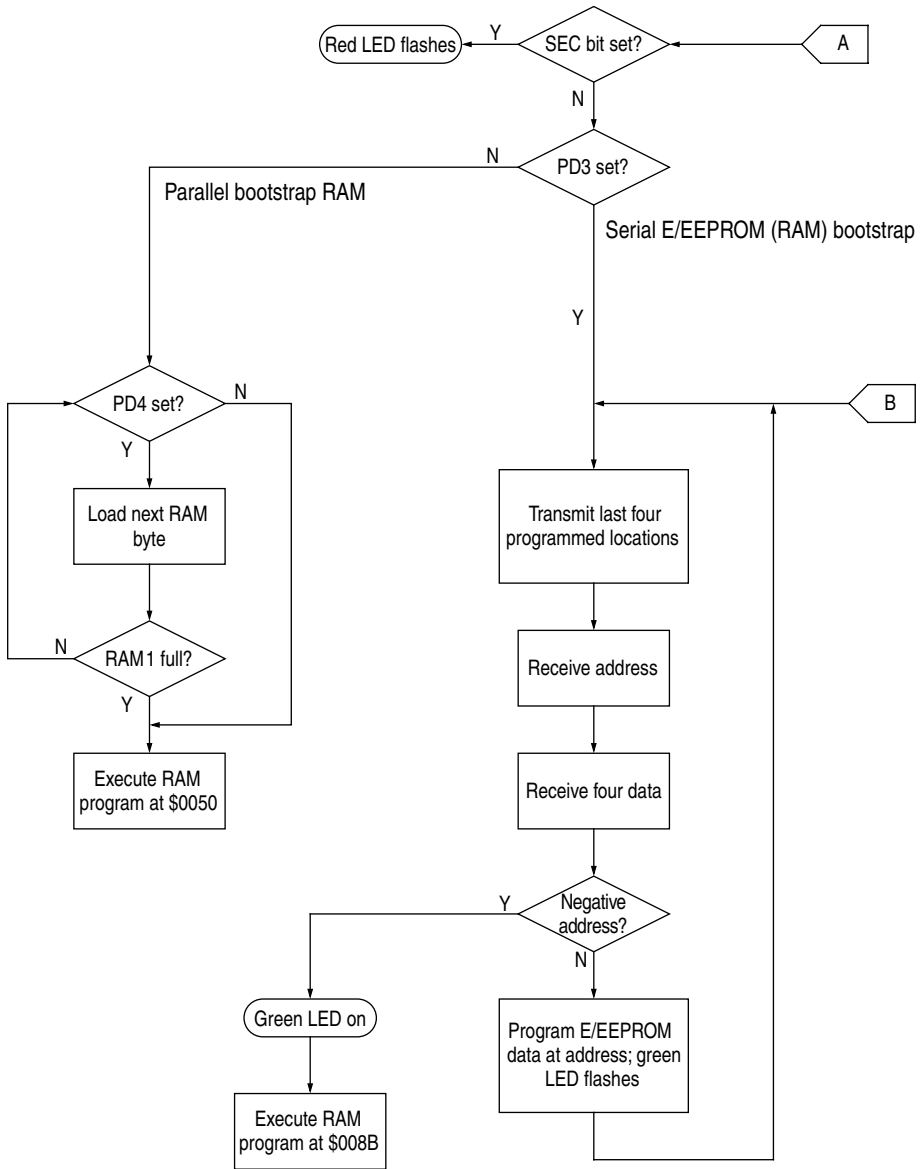 Red LED flashes
Y
SEC bit set?
A
N
N
PD3 set?
Parallel bootstrap RAM
Serial E/EEPROM (RAM) bootstrap
Y
PD4 set?
N
B
Y
Load next RAM
byte
Transmit last four
programmed locations
N
RAM1 full?
Receive address
Y
Execute RAM
program at $0050
Receive four data
Y
Negative
address?
N
Green LED on
Program E/EEPROM
data at address; green
LED flashes
Execute RAM
program at $008B